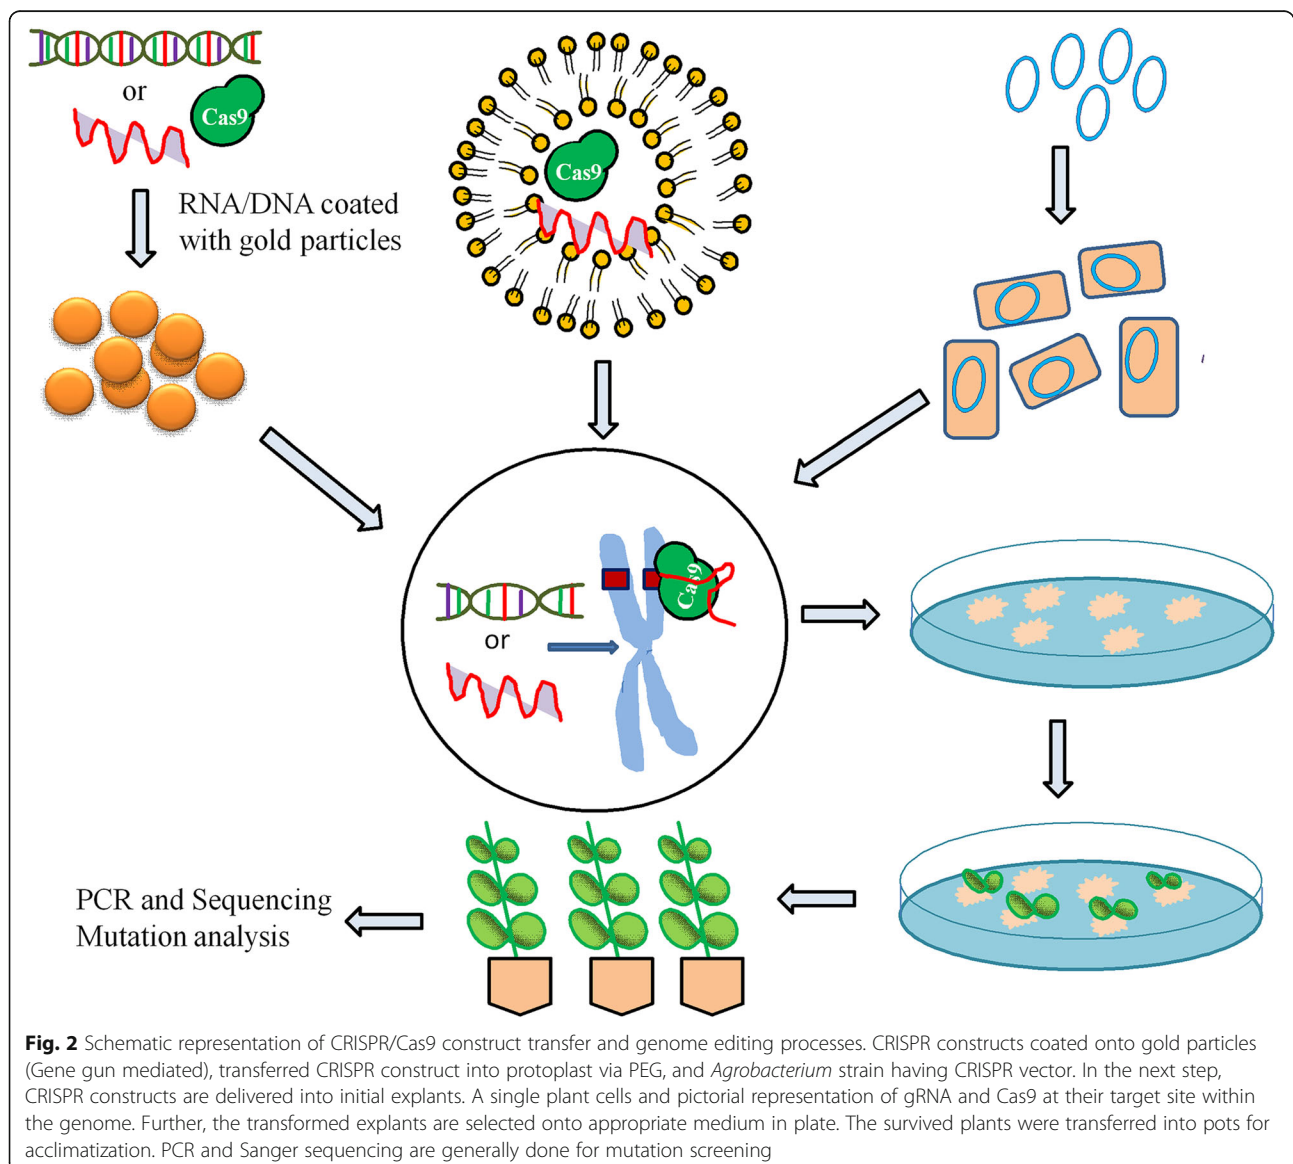 or
Cas9
RNA/DNA coated
with gold particles
Cas9
or
Cas9
PCR and Sequencing
Mutation analysis
Fig. 2 Schematic representation of CRISPR/Cas9 construct transfer and genome editing processes. CRISPR constructs coated onto gold particles
(Gene gun mediated), transferred CRISPR construct into protoplast via PEG, and Agrobacterium strain having CRISPR vector. In the next step,
CRISPR constructs are delivered into initial explants. A single plant cells and pictorial representation of gRNA and Cas9 at their target site within
the genome. Further, the transformed explants are selected onto appropriate medium in plate. The survived plants were transferred into pots for
acclimatization. PCR and Sanger sequencing are generally done for mutation screening